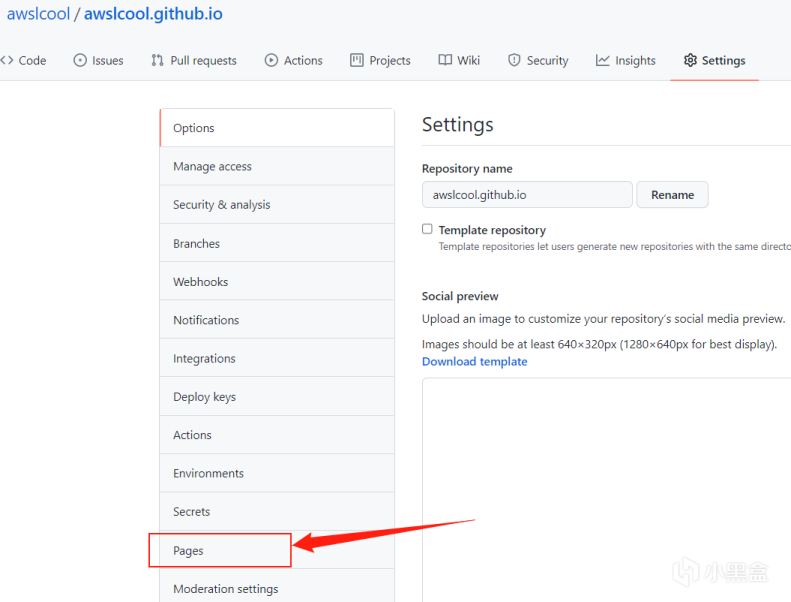 awslcool / awslcool.github.io
Code Issues Pull requests Actions Projects Wiki Security Insights Settings
Options
Manage access
Security & analysis
Branches
Webhooks
Notifications
Integrations
Deploy keys
Actions
Environments
Secrets
Pages
Moderation settings
Settings
Repository name
awslcool.github.io Rename
Template repository
Template repositories let users generate new repositories with the same directo
Social preview
Upload an image to customize your repository's social media preview.
Images should be at least 640×320px (1280×640px for best display).
Download template
小黑盒